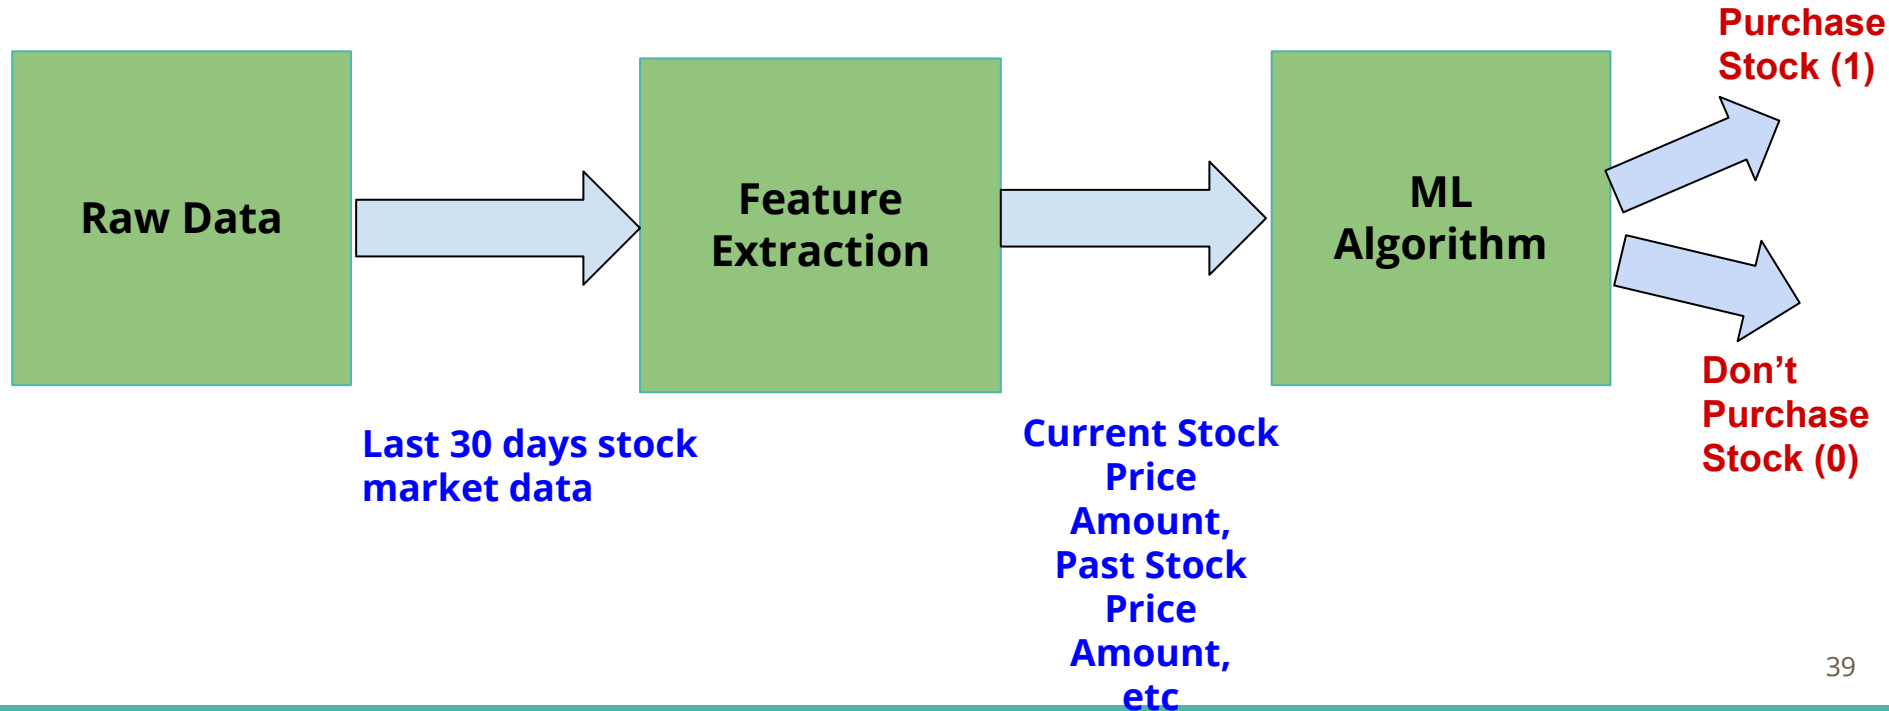 Raw Data
Last 30 days stock
market data
Feature
Extraction
Current Stock
Price
Amount,
Past Stock
Price
Amount,
etc
ML
Algorithm
Purchase
Stock (1)
Don’t
Purchase
Stock (0)
39